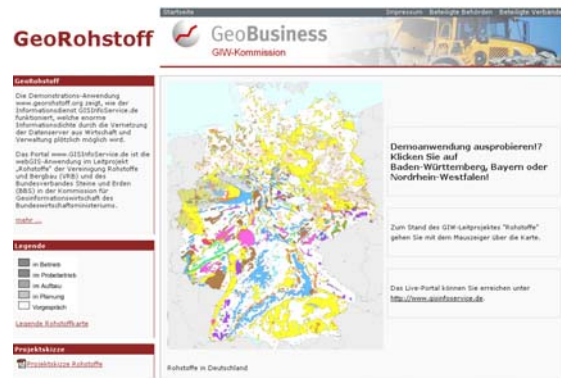 Startseite
Impressum Beteiligte Behörden Beteiligte Verbände
GeoRohstoff
GeoBusiness
GIW-Kommission
GeoRohstoff
Die Demonstrations-Anwendung
www.georohstoff.org zeigt, wie der
Informationsdienst GISInfoService.de
funktioniert, welche enorme
Informationsdichte durch die Vernetzung
der Datenserver aus Wirtschaft und
Verwaltung plötzlich möglich wird.
Das Portal www.GISInfoService.de ist die
webGIS-Anwendung im Leitprojekt
„Rohstoffe" der Vereinigung Rohstoffe
und Bergbau (VRB) und des
Bundesverbandes Steine und Erden
(BBS) in der Kommission für
Geoinformationswirtschaft des
Bundeswirtschaftsministeriums.
mehr ...
Legende
in Betrieb
im Probebetrieb
im Aufbau
in Planung
Vorgespräch
Legende Rohstoffkarte
Projektskizze
Projektskizze Rohstoffe
Rohstoffe in Deutschland
Demoanwendung ausprobieren!?
Klicken Sie auf
Baden-Württemberg, Bayern oder
Nordrhein-Westfalen!
Zum Stand des GIW-Leitprojektes "Rohstoffe"
gehen Sie mit dem Mauszeiger über die Karte.
Das Live-Portal können Sie erreichen unter
http://www.gisinfoservice.de.